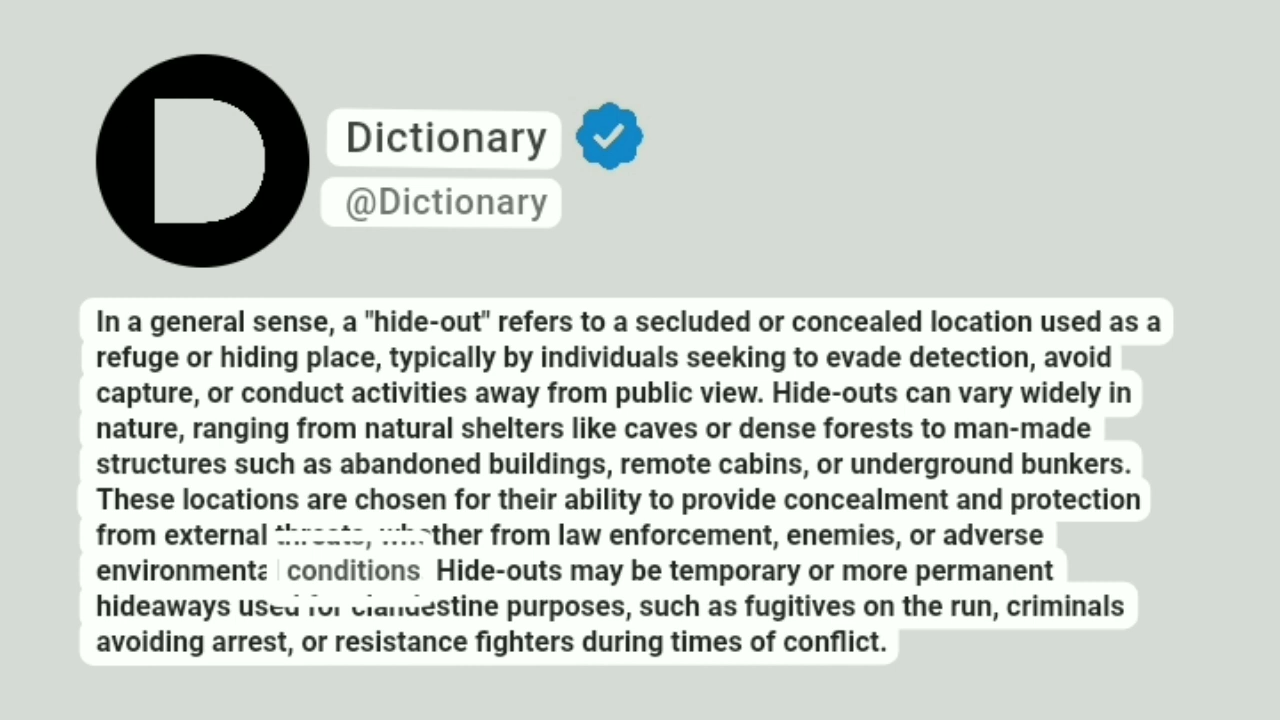 D
Dictionary
@Dictionary
In a general sense, a "hide-out" refers to a secluded or concealed location used as a
refuge or hiding place, typically by individuals seeking to evade detection, avoid
capture, or conduct activities away from public view. Hide-outs can vary widely in
nature, ranging from natural shelters like caves or dense forests to man-made
structures such as abandoned buildings, remote cabins, or underground bunkers.
These locations are chosen for their ability to provide concealment and protection
from external threats, whether from law enforcement, enemies, or adverse
environmental conditions Hide-outs may be temporary or more permanent
hideaways used for clandestine purposes, such as fugitives on the run, criminals
avoiding arrest, or resistance fighters during times of conflict.